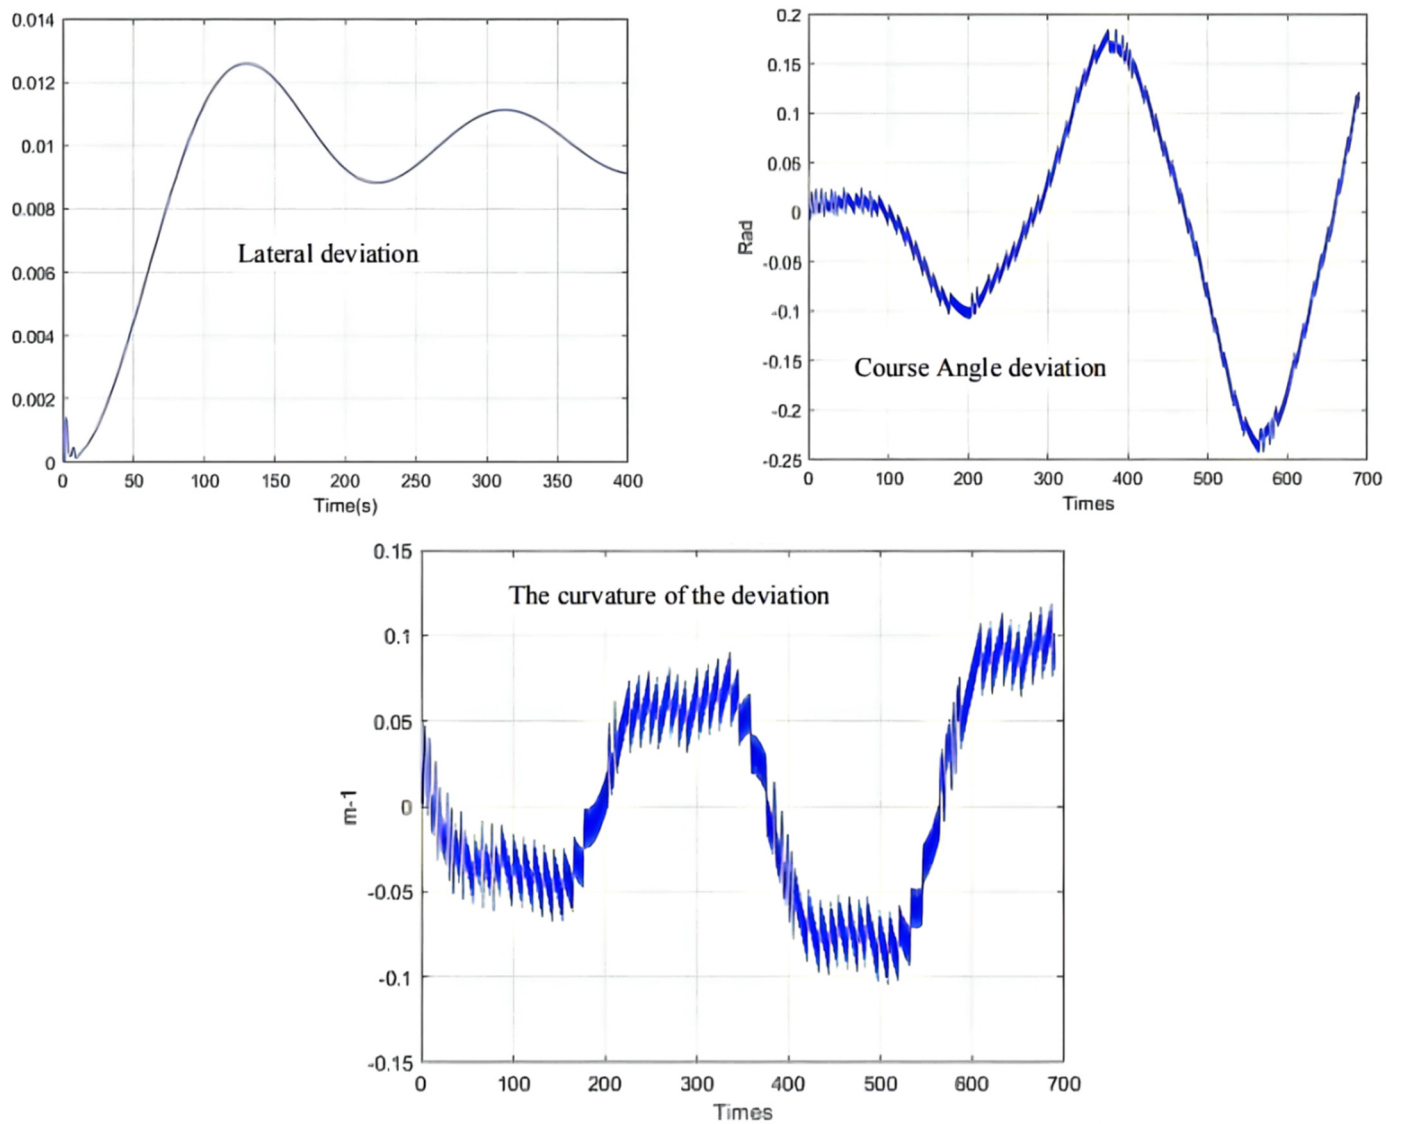 0.014
0.012
0.01
0.008
0.006
0.004
0.002
0
Lateral deviation
0 50 100 150 200 250 300 350 400
Time(s)
0.2
0.15
0.1
0.05
0
-0.05
-0.1
-0.15
-0.2
-0.25
Rad
Course Angle deviation
0 100 200 300 400 500 600 700
Times
0.15
0.1
0.05
0
-0.05
-0.1
-0.15
m-1
The curvature of the deviation
0 100 200 300 400 500 600 700
Times